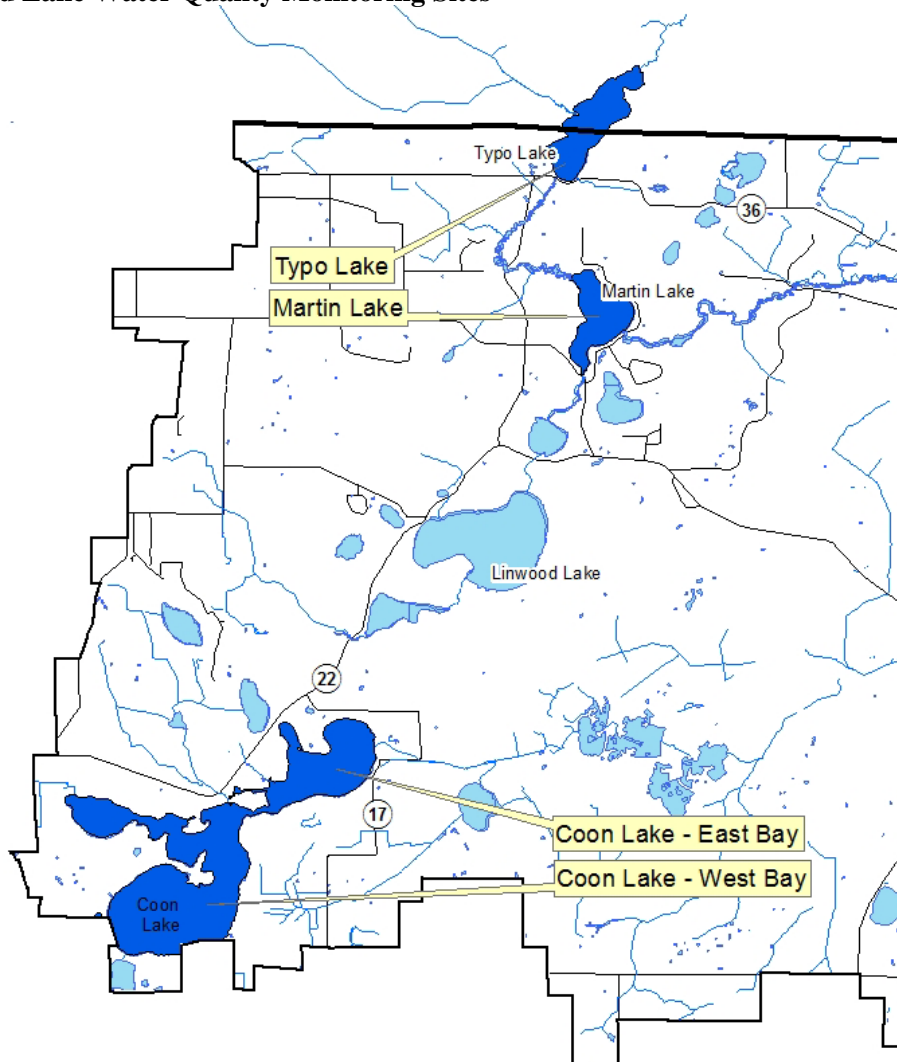 Lake Water Quality Monitoring Sites
Typo Lake
36
Typo Lake
Martin Lake
Martin Lake
Linwood Lake
22
17
Coon Lake - East Bay
Coon Lake - West Bay
Coon
Lake